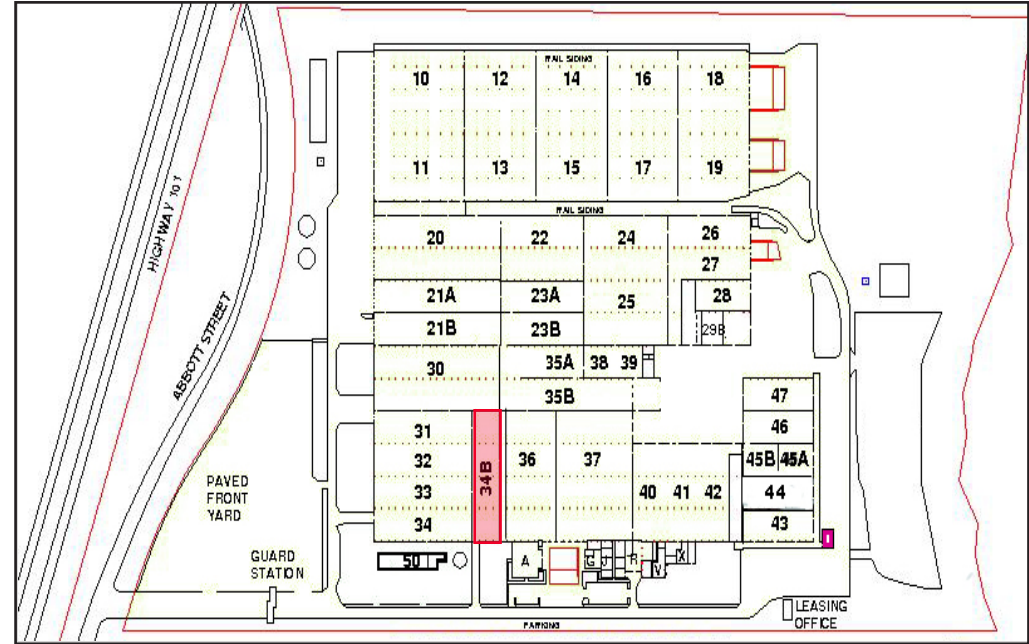 RAIL SIDING
10 12 14 16 18
11 13 15 17 19
RAIL SIDING
20 22 24 26
27
21A 23A 25 28
21B 23B 29B
30 35A 38 39
35B 47
31 46
32 34B 36 37 45B 45A
33 40 41 42 44
34 43
HIGHWAY 101
ABBOTT STREET
PAVED
FRONT
YARD
GUARD
STATION
50
A G J R V X
LEASING
OFFICE
PARKING